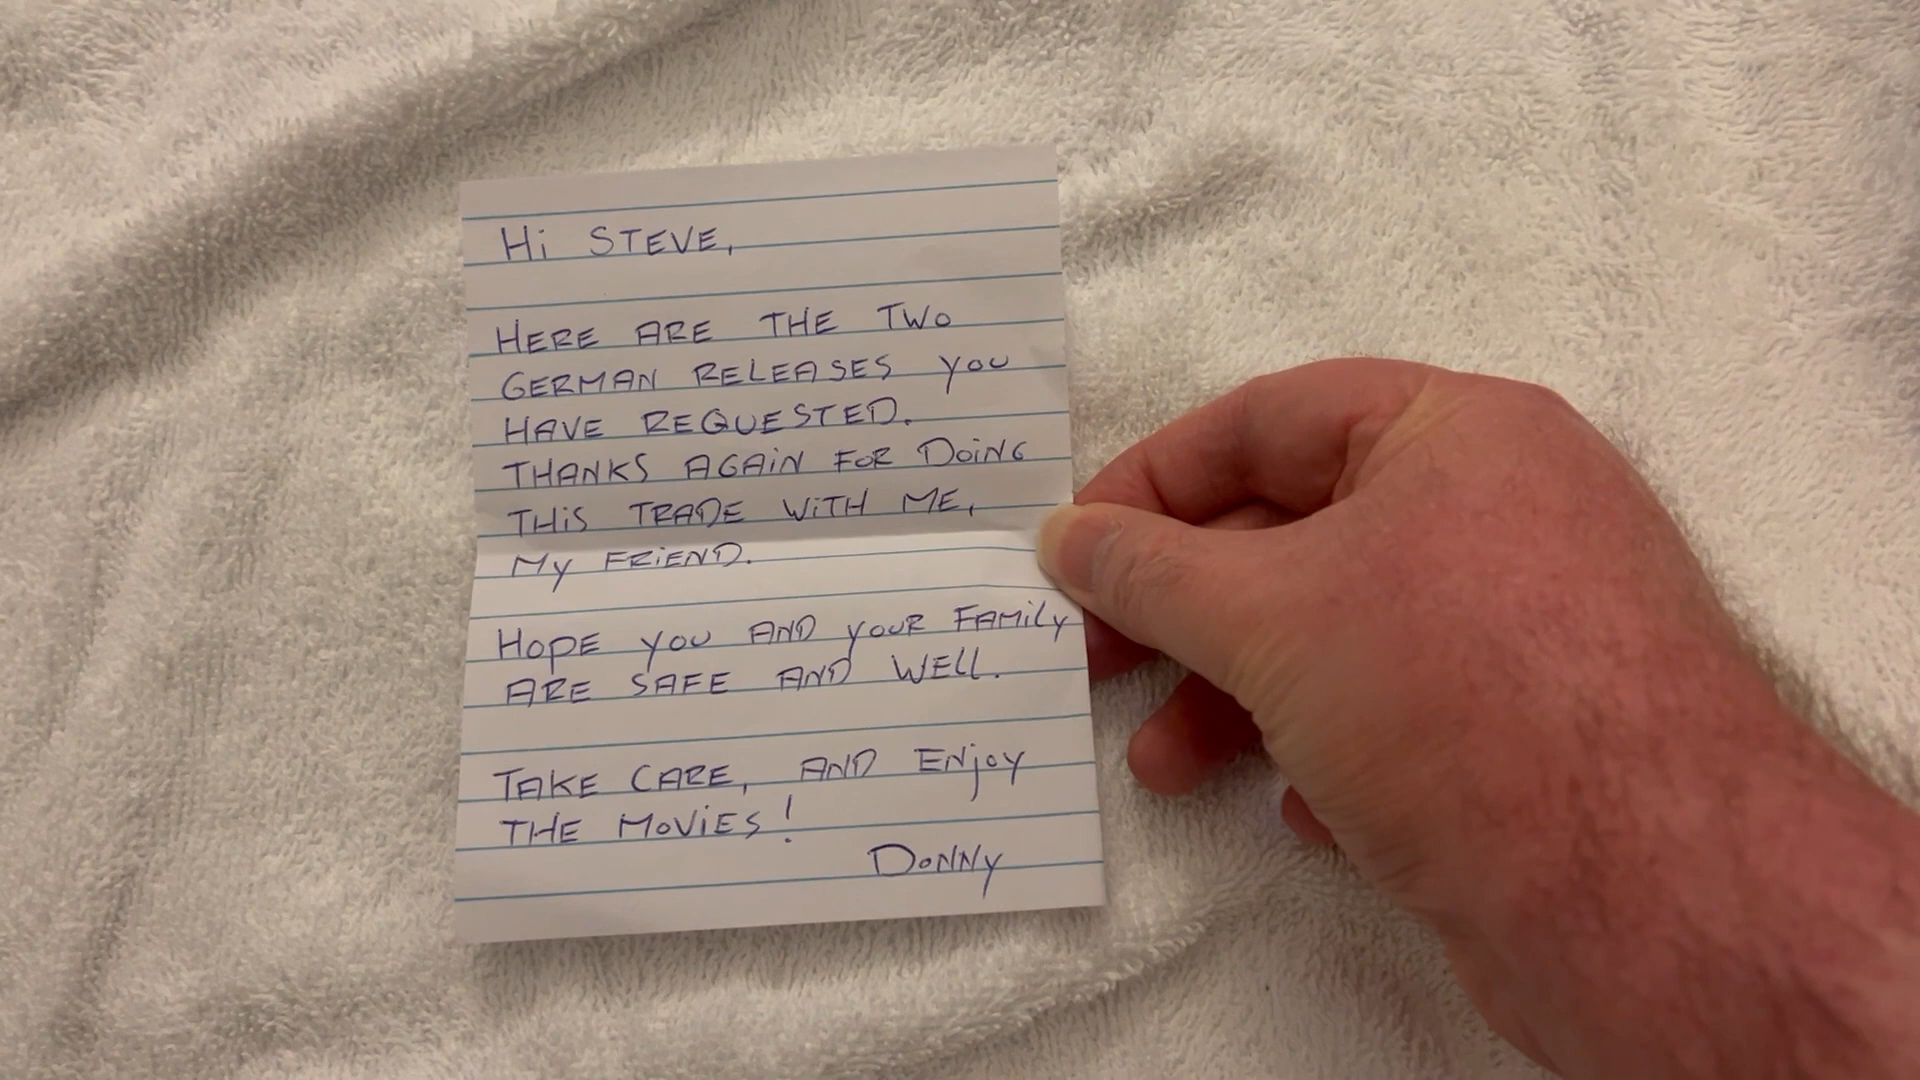 Hi STEVE,
HERE ARE THE TWO
GERMAN RELEASES YOU
HAVE REQUESTED.
THANKS AGAiN FOR DOiNG
THiS TRADE WiTH ME,
MY FRiEND.
HOPE YOU AND YOUR FAMiLY
ARE SAFE AND WELL.
TAKE CARE, AND ENjOY
THE MOViES!
DONNY